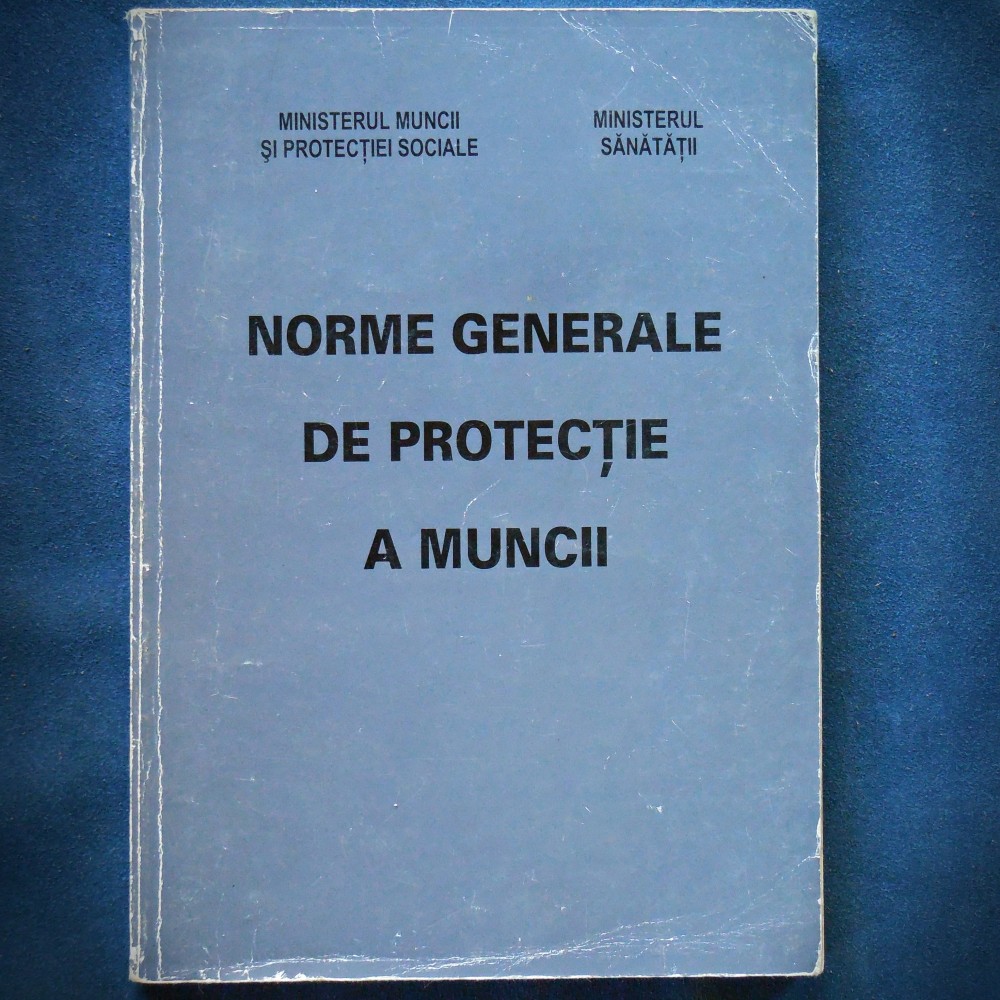 MINISTERUL MUNCII
ŞI PROTECŢIEI SOCIALE
MINISTERUL
SĂNĂTĂŢII
NORME GENERALE
DE PROTECŢIE
A MUNCII